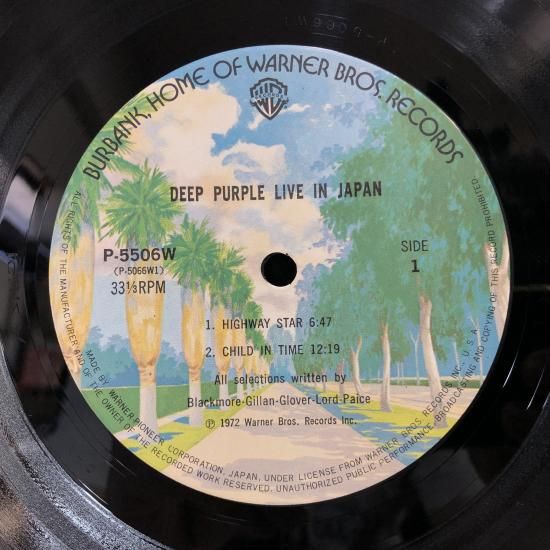 BURBANK, HOME OF WARNER BROS. RECORDS
WB
DEEP PURPLE LIVE IN JAPAN
P-5506W
(P-5066W1)
33⅓RPM
SIDE
1
1. HIGHWAY STAR 6:47
2. CHILD IN TIME 12:19
All selections written by
Blackmore-Gillan-Glover-Lord-Paice
Ⓟ 1972 Warner Bros. Records Inc.
MADE BY WARNER-PIONEER CORPORATION, JAPAN, UNDER LICENSE FROM WARNER BROS. RECORDS INC., U.S.A.
ALL RIGHTS OF THE MANUFACTURER AND OF THE OWNER OF THE RECORDED WORK RESERVED. UNAUTHORIZED PUBLIC PERFORMANCE, BROADCASTING AND COPYING OF THIS RECORD PROHIBITED.